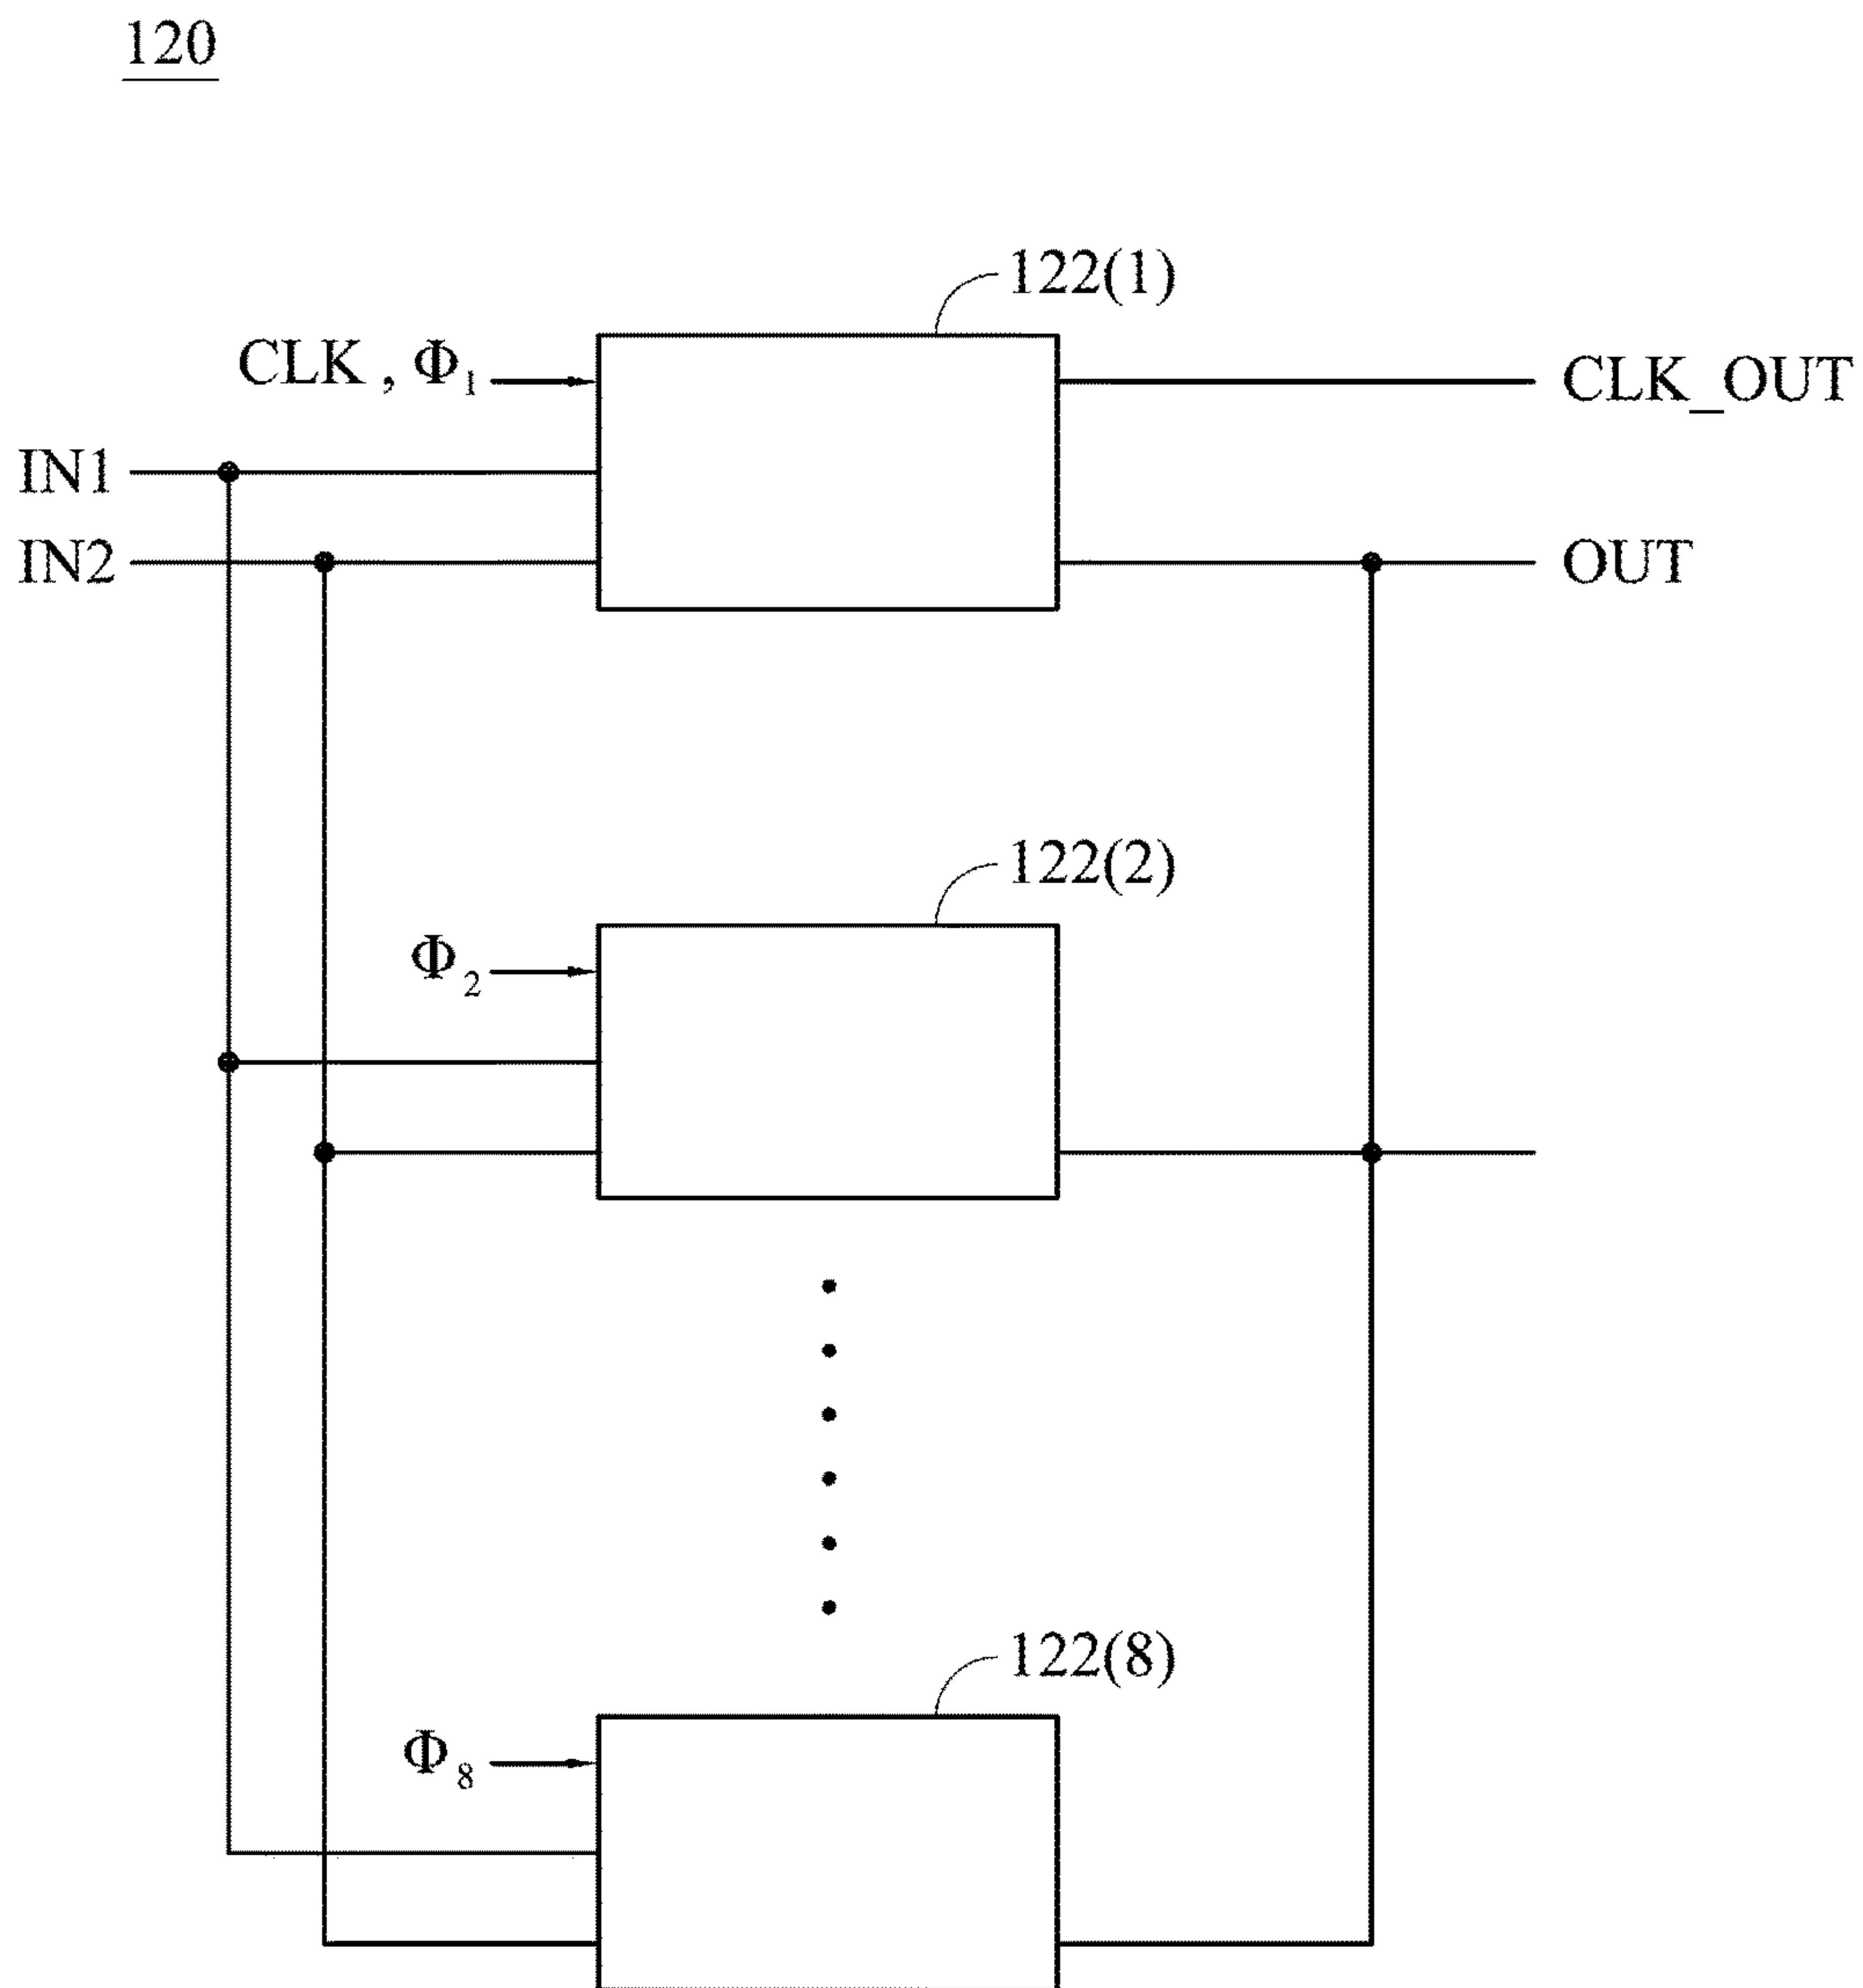 120
122(1)
CLK , Φ₁
CLK_OUT
IN1
IN2
OUT
122(2)
Φ₂
122(8)
Φ₈